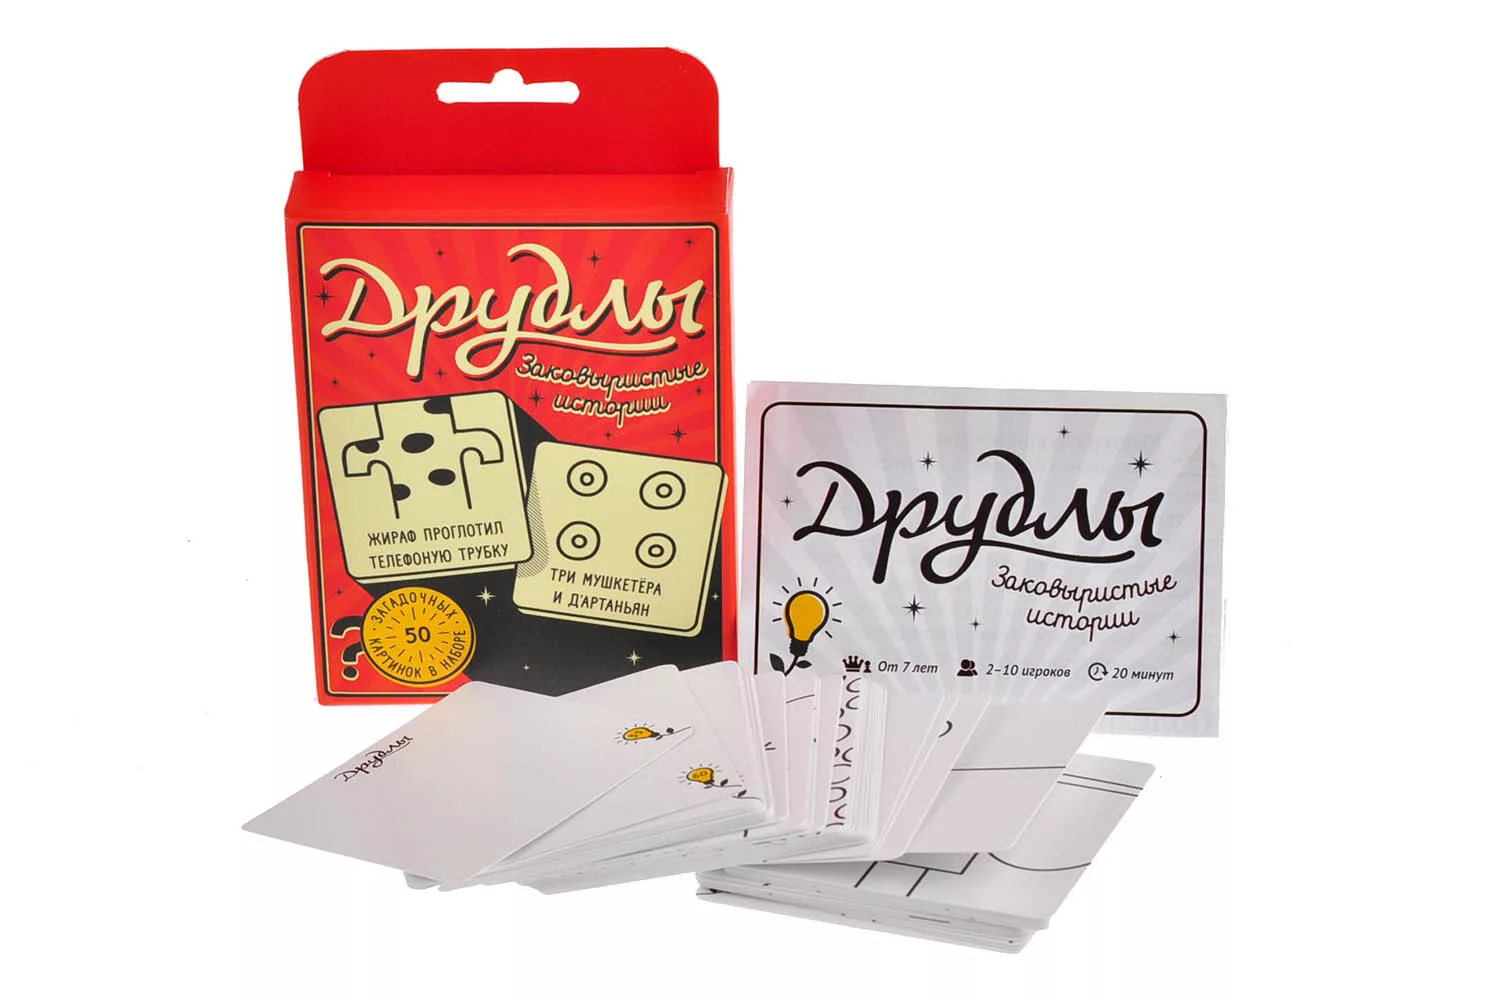 Друдлы
Заковыристые
истории
ЖИРАФ ПРОГЛОТИЛ
ТЕЛЕФОНУЮ ТРУБКУ
ТРИ МУШКЕТЁРА
И Д'АРТАНЬЯН
ЗАГАДОЧНЫХ
50
КАРТИНОК В НАБОРЕ
?
Друдлы
Заковыристые
истории
От 7 лет
2–10 игроков
20 минут
Друдлы